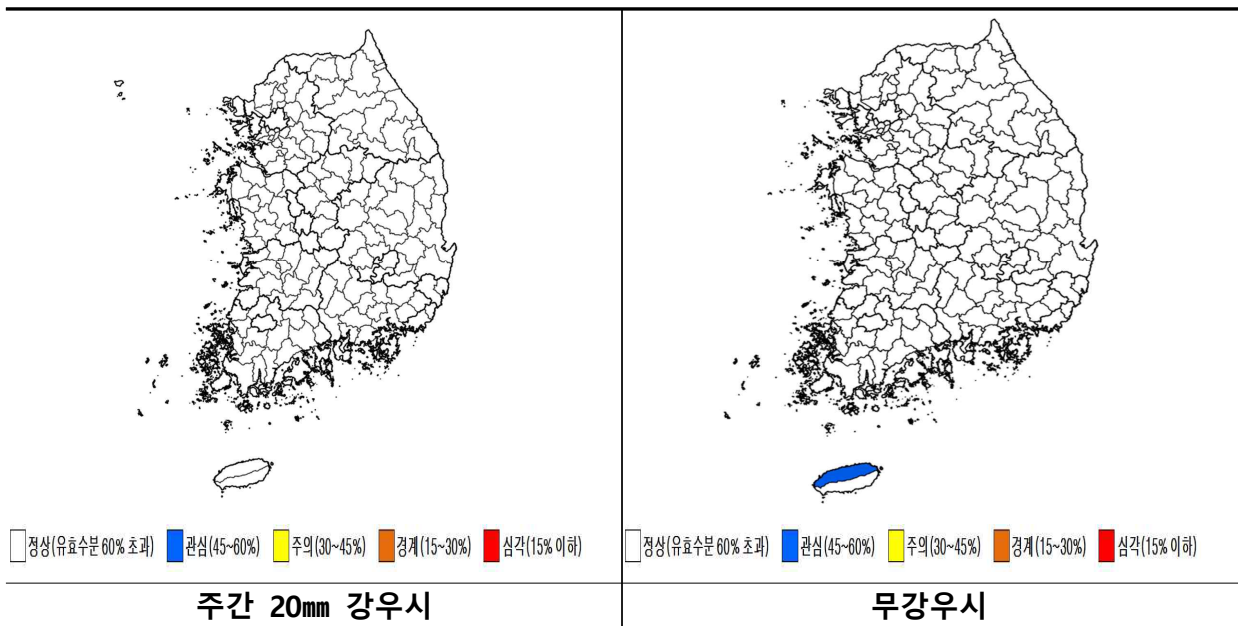 정상(유효수분 60% 초과) 관심(45~60%) 주의(30~45%) 경계(15~30%) 심각(15% 이하)
정상(유효수분 60% 초과) 관심(45~60%) 주의(30~45%) 경계(15~30%) 심각(15% 이하)
주간 20㎜ 강우시
무강우시